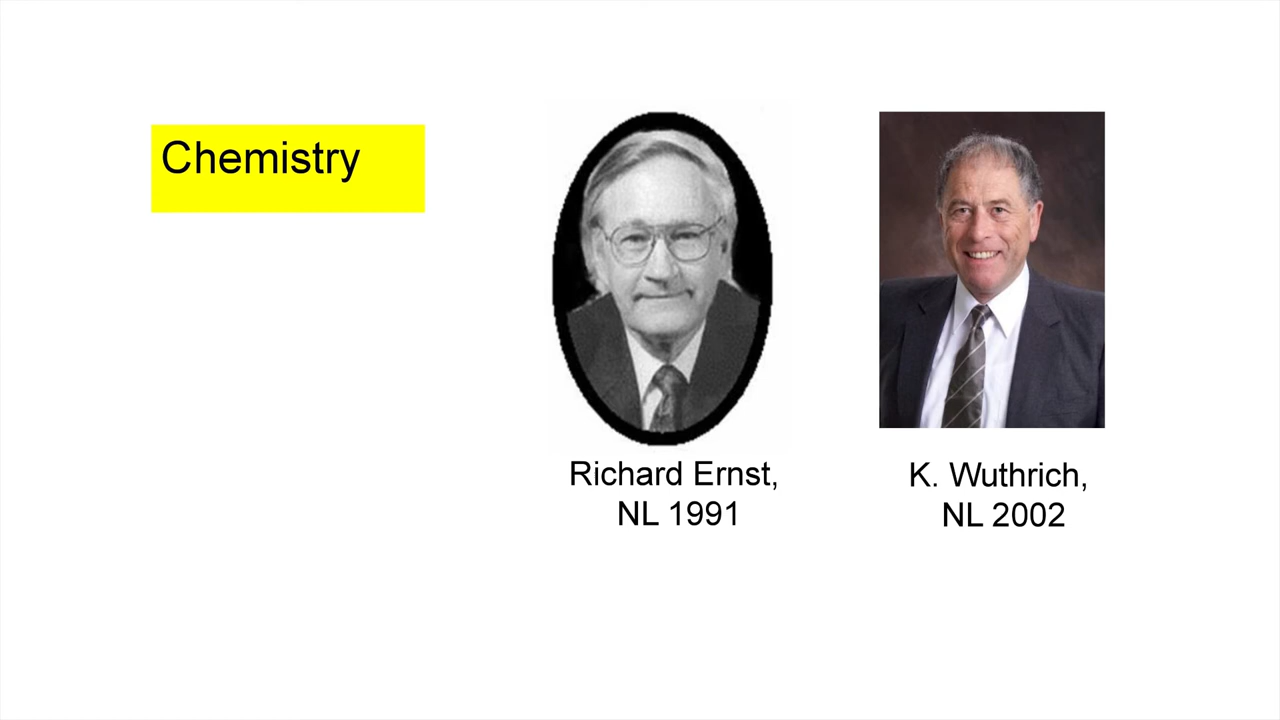 Chemistry
Richard Ernst,
NL 1991
K. Wuthrich,
NL 2002